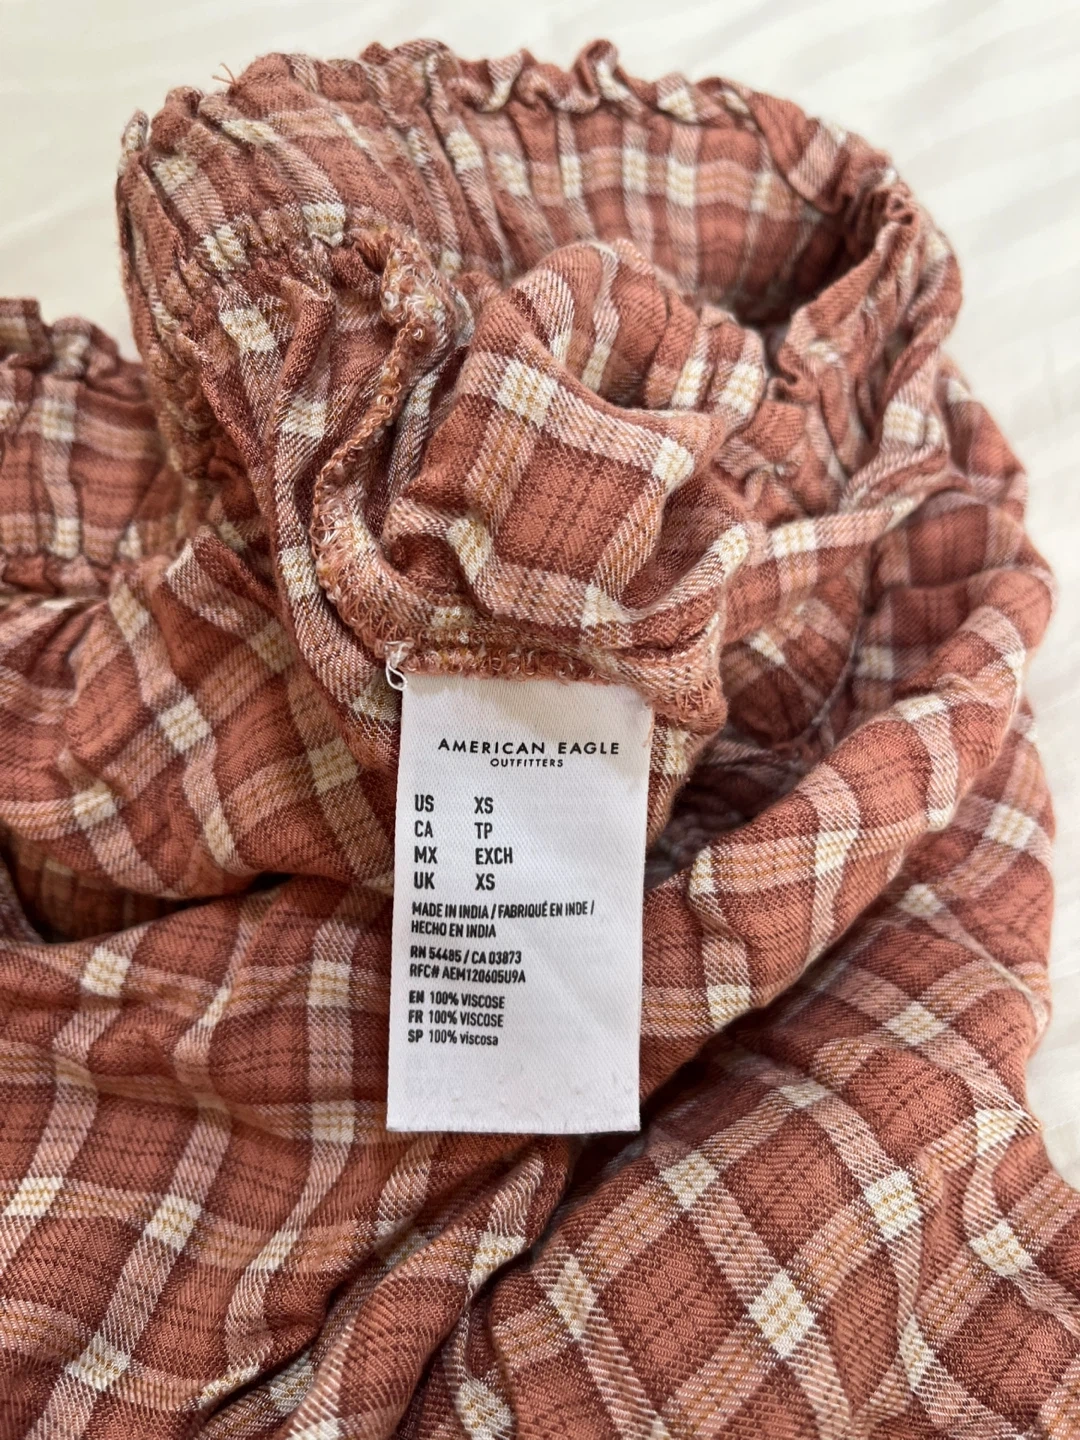 AMERICAN EAGLE
OUTFITTERS
US XS
CA TP
MX EXCH
UK XS
MADE IN INDIA / FABRIQUÉ EN INDE /
HECHO EN INDIA
RN 54485 / CA 03873
RFC# AEM120605U9A
EN 100% VISCOSE
FR 100% VISCOSE
SP 100% viscosa